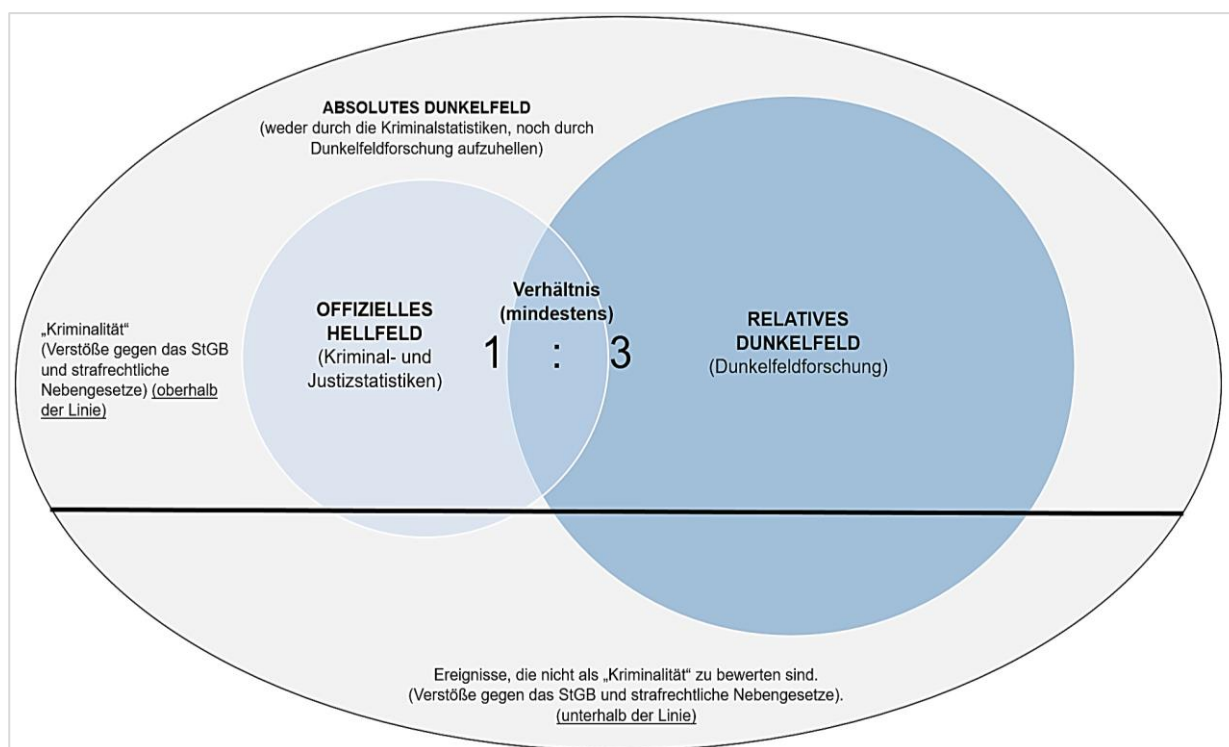 ABSOLUTES DUNKELFELD
(weder durch die Kriminalstatistiken, noch durch
Dunkelfeldforschung aufzuhellen)
„Kriminalität“
(Verstöße gegen das StGB
und strafrechtliche
Nebengesetze) (oberhalb
der Linie)
OFFIZIELLES
HELLFELD
(Kriminal- und
Justizstatistiken)
Verhältnis
(mindestens)
1 : 3
RELATIVES
DUNKELFELD
(Dunkelfeldforschung)
Ereignisse, die nicht als „Kriminalität“ zu bewerten sind.
(Verstöße gegen das StGB und strafrechtliche Nebengesetze).
(unterhalb der Linie)